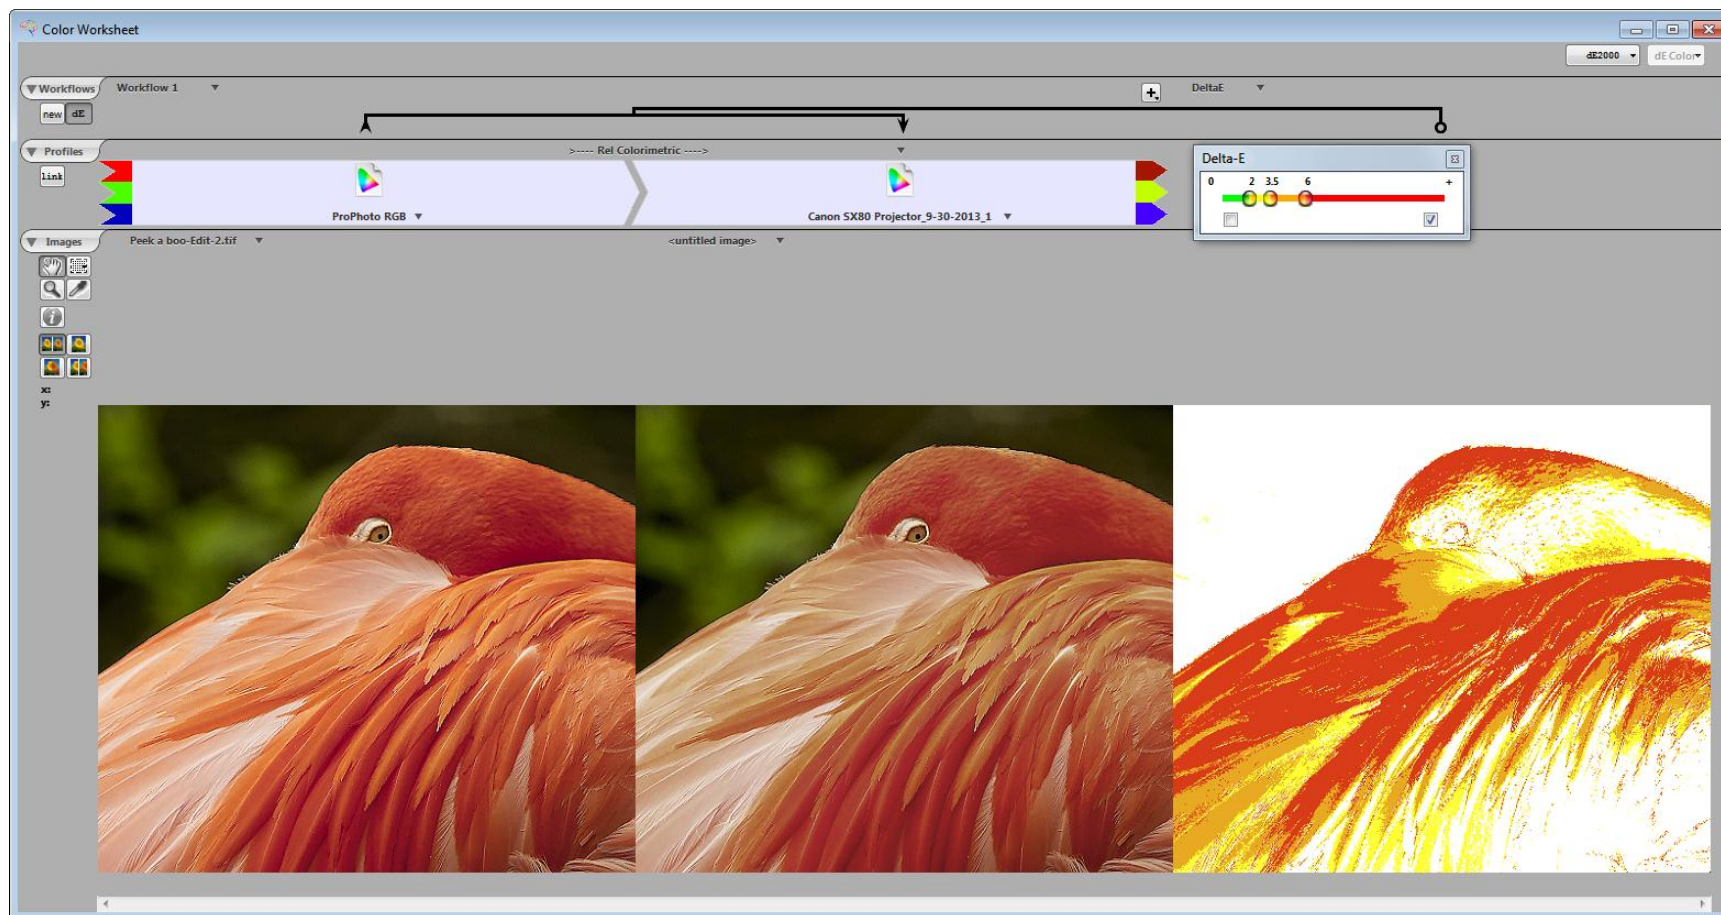 Color Worksheet
dE2000 dE Color
Workflows Workflow 1 + DeltaE
new dE
Profiles >---- Rel Colorimetric ---->
link
ProPhoto RGB Canon SX80 Projector_9-30-2013_1
Delta-E
0 2 3.5 6 +
Images Peek a boo-Edit-2.tif <untitled image>
i
x:
y: